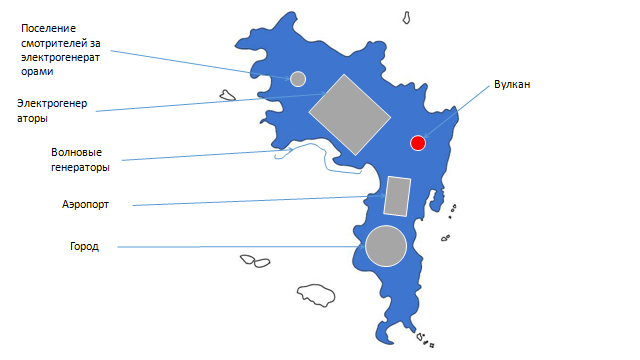 Поселение
смотрителей за
электрогенерат
орами
Электрогенер
аторы
Волновые
генераторы
Аэропорт
Город
Вулкан